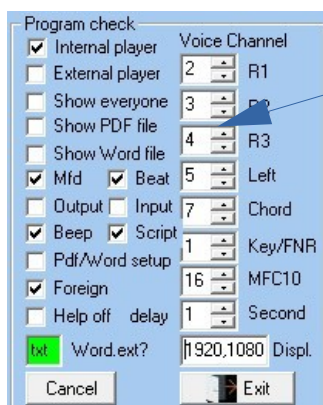 Program check
Internal player Voice Channel
External player 2 R1
Show everyone 3 R2
Show PDF file
Show Word file 4 R3
Mfd Beat 5 Left
Output Input 7 Chord
Beep Script
Pdf/Word setup 1 Key/FNR
Foreign 16 MFC10
Help off delay 1 Second
txt Word.ext? 1920,1080 Displ.
Cancel Exit